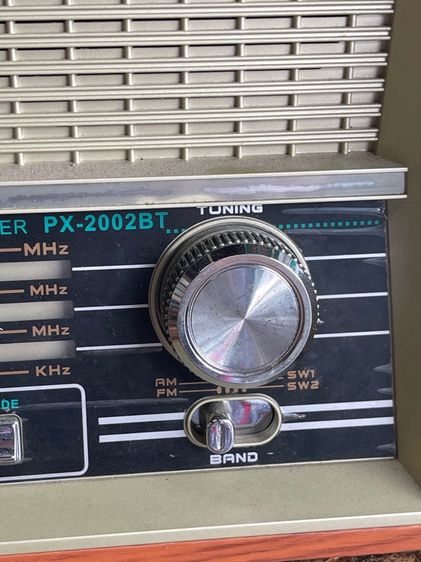 ER PX-2002BT
TUNING
MHz
MHz
MHz
KHz
AM SW1
FM SW2
DE
BAND